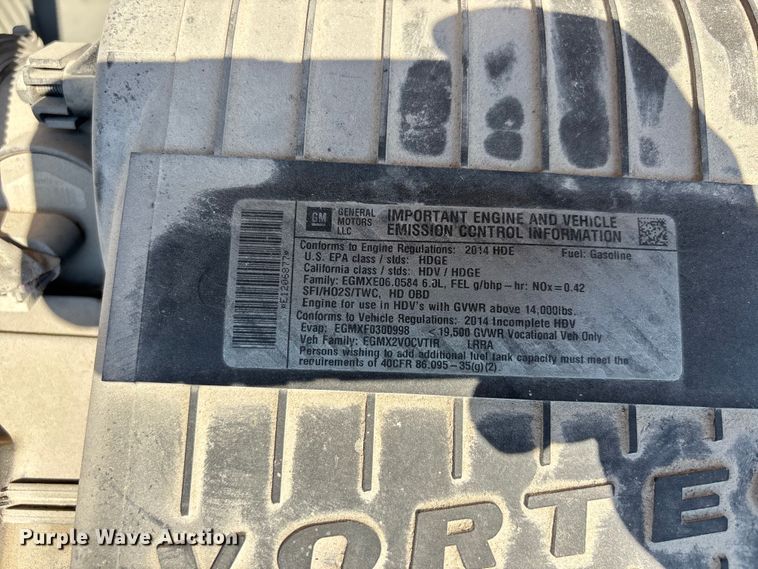 GM
GENERAL MOTORS LLC
IMPORTANT ENGINE AND VEHICLE
EMISSION CONTROL INFORMATION
Conforms to Engine Regulations: 2014 HDE Fuel: Gasoline
U.S. EPA class / stds: HDGE
California class / stds: HDV / HDGE
Family: EGMXE06.0584 6.0L, FEL g/bhp-hr: NOx=0.42
SFI/HO2S/TWC, HD OBD
Engine for use in HDV's with GVWR above 14,000lbs.
Conforms to Vehicle Regulations: 2014 Incomplete HDV
Evap: EGMXF0300998 <19,500 GVWR Vocational Veh Only
Veh Family: EGMX2VOCVTIR LRRA
Persons wishing to add additional fuel tank capacity must meet the
requirements of 40CFR 86.095-35(g)(2).
VORTE
Purple Wave Auction